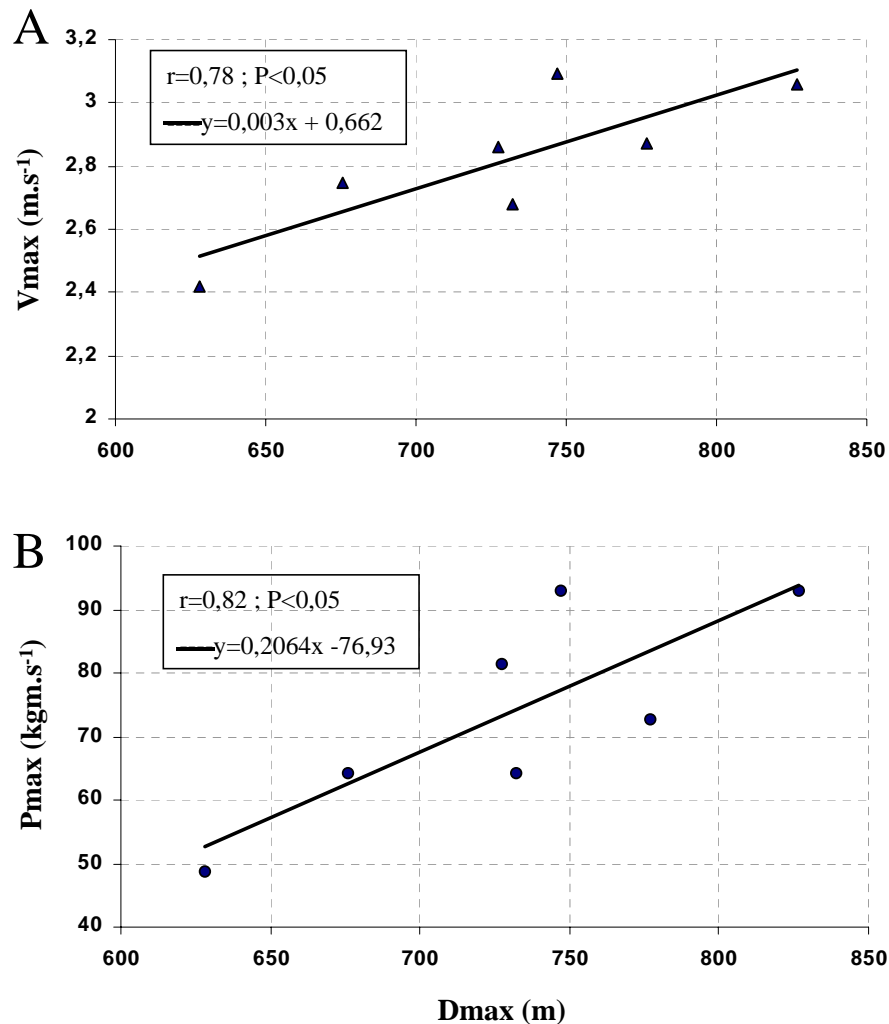 A
3,2
3
2,8
2,6
2,4
2,2
2
Vmax (m.s-1)
r=0,78 ; P<0,05
y=0,003x + 0,662
600 650 700 750 800 850
B
100
90
80
70
60
50
40
Pmax (kgm.s-1)
r=0,82 ; P<0,05
y=0,2064x -76,93
600 650 700 750 800 850
Dmax (m)